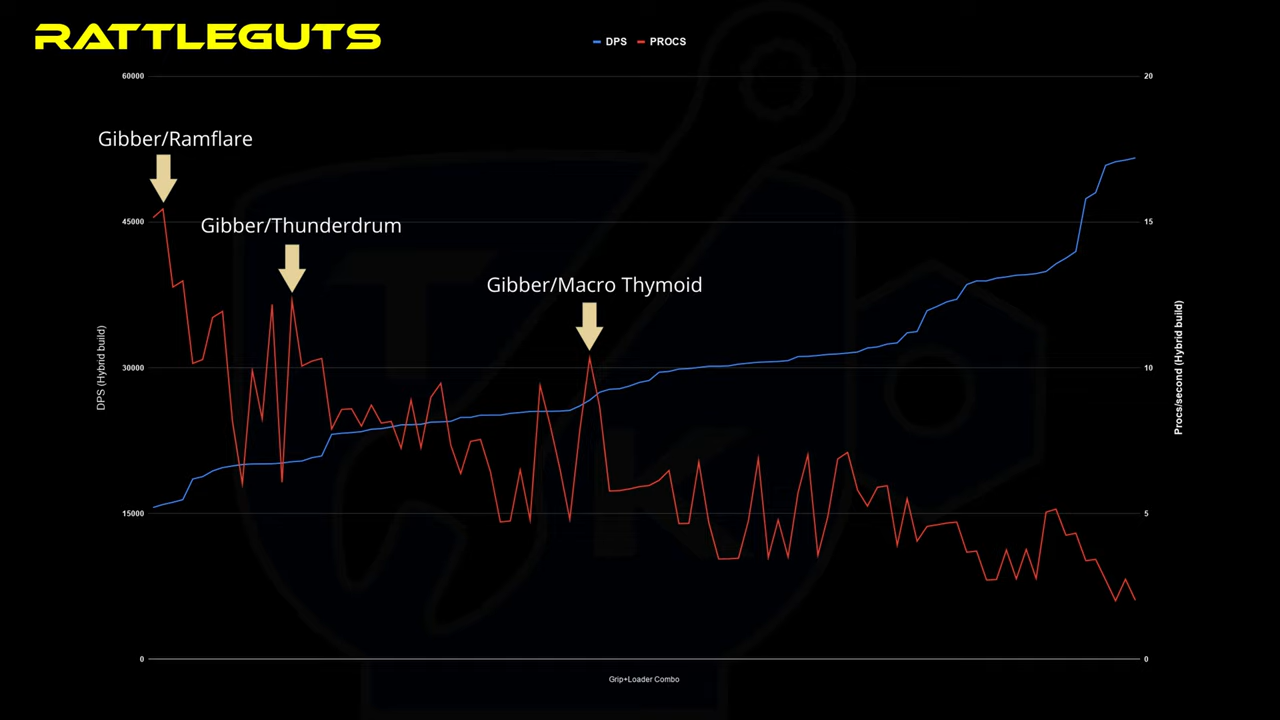 RATTLEGUTS
DPS PROCS
60000
20
Gibber/Ramflare
45000
15
Gibber/Thunderdrum
Gibber/Macro Thymoid
DPS (Hybrid build)
Procs/second (Hybrid build)
30000
10
15000
5
0
0
Grip+Loader Combo
T
K